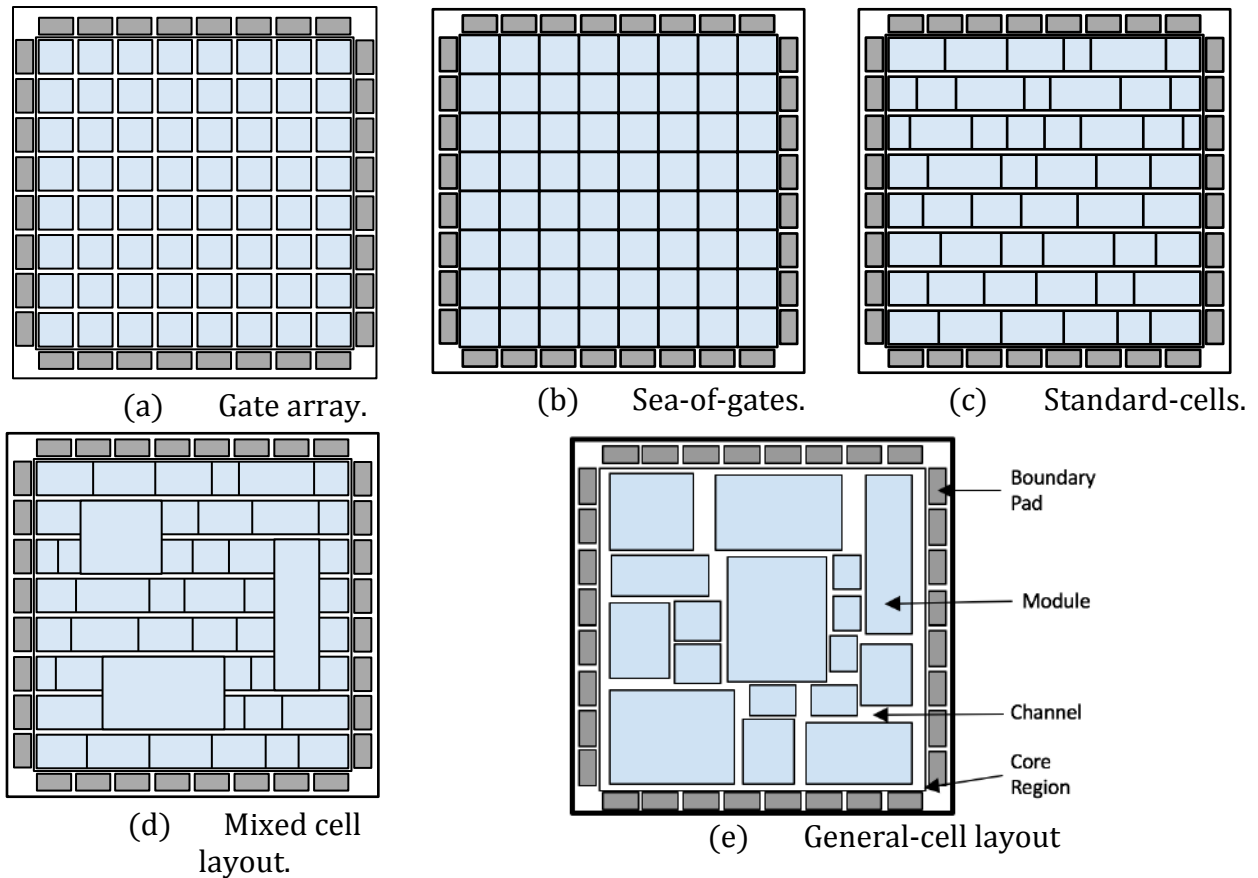 (a) Gate array.
(b) Sea-of-gates.
(c) Standard-cells.
(d) Mixed cell
layout.
Boundary
Pad
Module
Channel
Core
Region
(e) General-cell layout